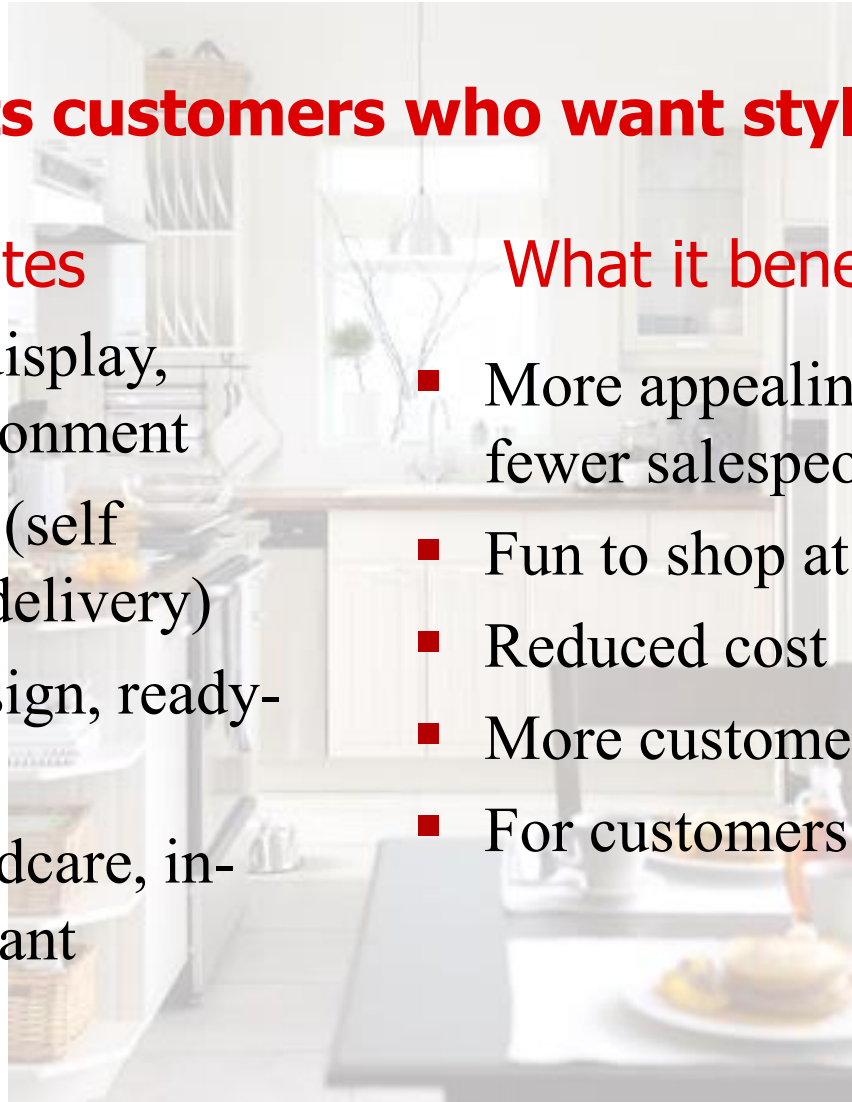 s customers who want styl
tes
isplay,
onment
(self
delivery)
sign, ready-
dcare, in-
ant
What it bene
More appealin
fewer salespeo
Fun to shop at
Reduced cost
More custome
For customers